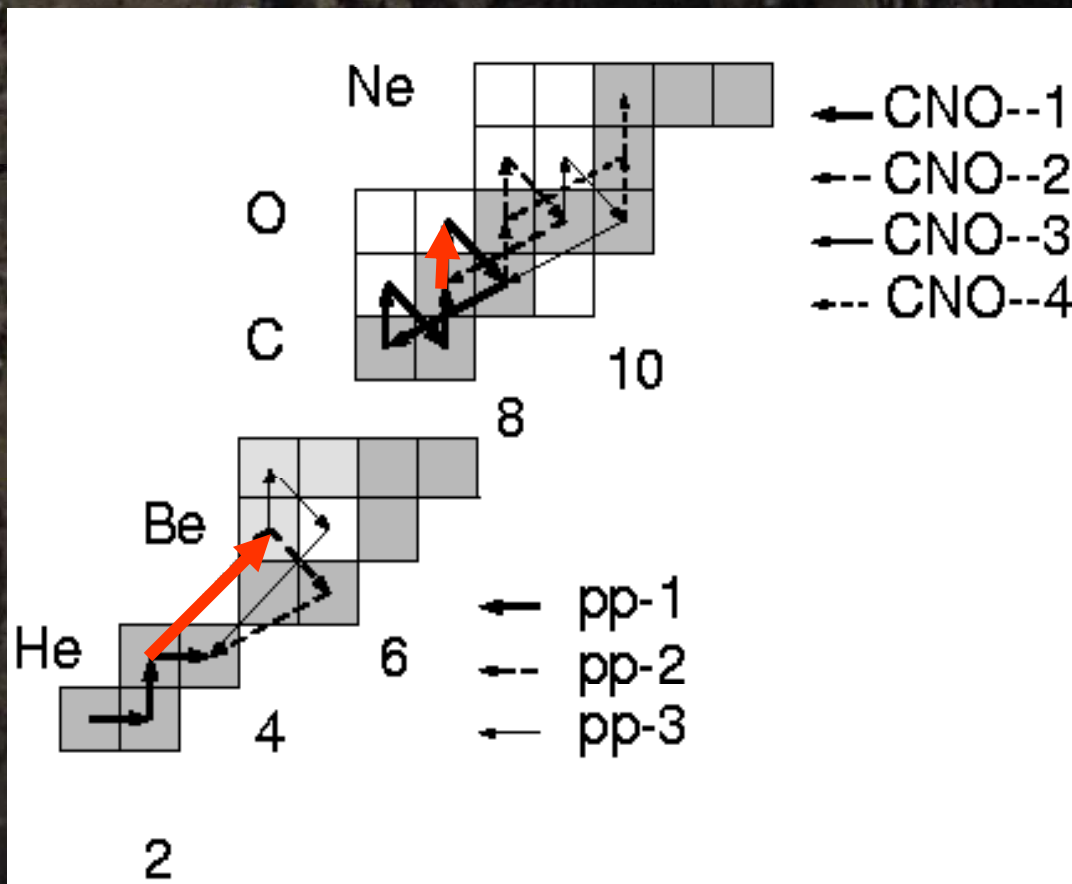 Ne
CNO--1
CNO--2
O
CNO--3
CNO--4
C
10
8
Be
pp-1
He
6
pp-2
4
pp-3
2